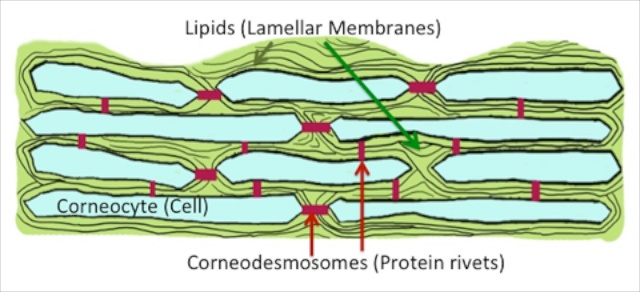 Lipids (Lamellar Membranes)
Corneocyte (Cell)
Corneodesmosomes (Protein rivets)